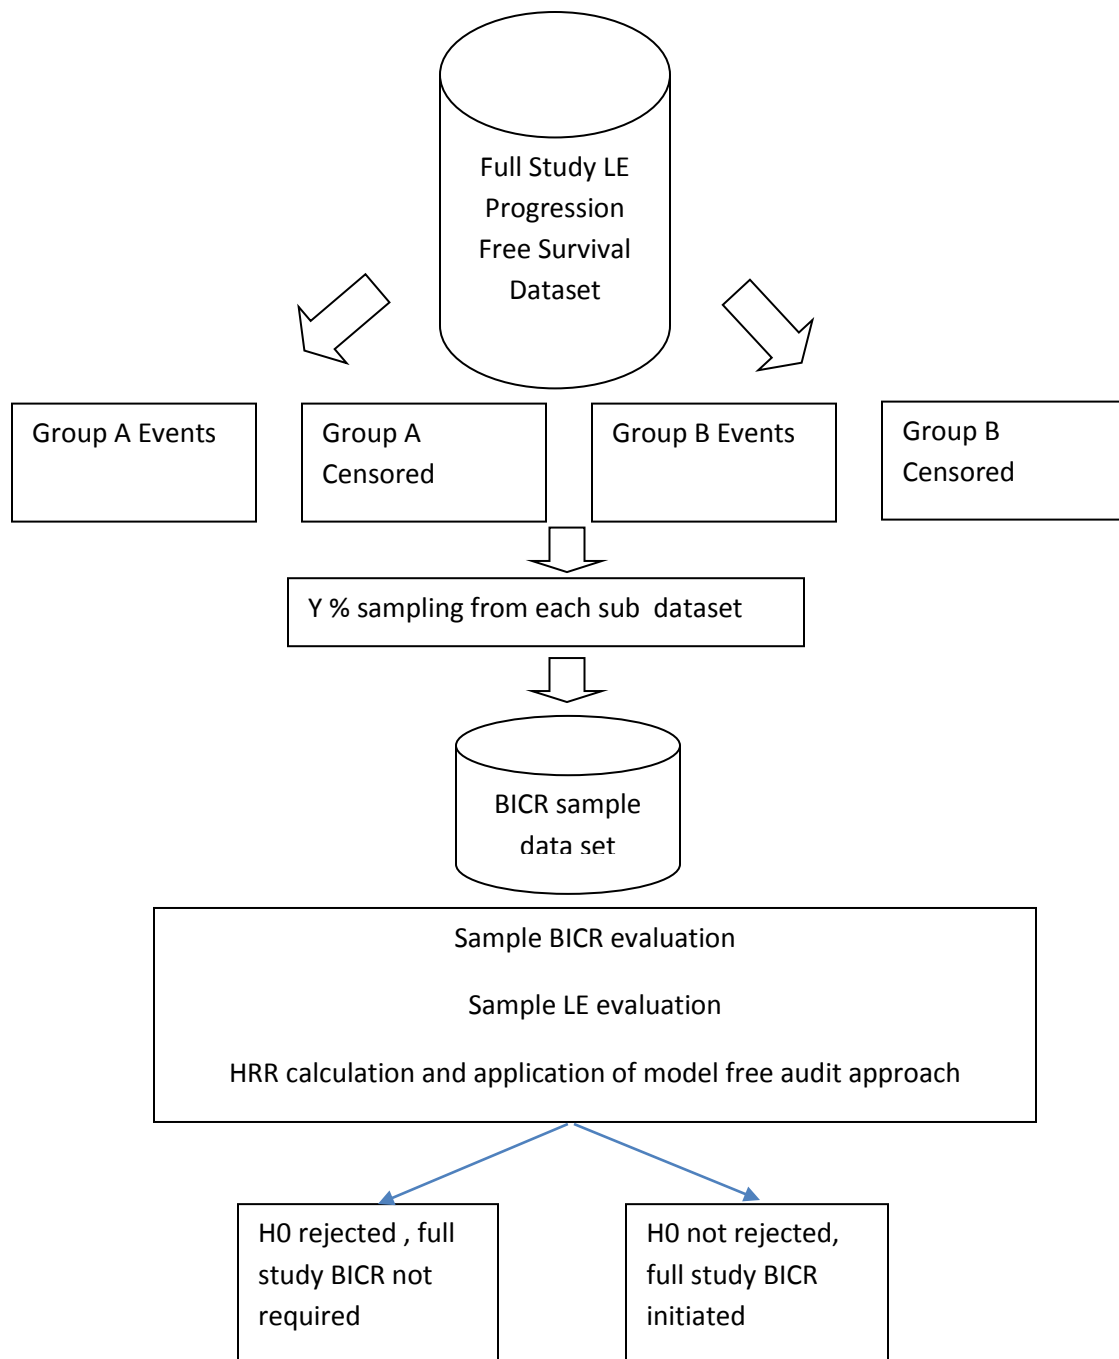 Full Study LE
Progression
Free Survival
Dataset
Group A Events
Group A
Censored
Group B Events
Group B
Censored
Y % sampling from each sub  dataset
BICR sample
data set
Sample BICR evaluation
Sample LE evaluation
HRR calculation and application of model free audit approach
H0 rejected , full
study BICR not
required
H0 not rejected,
full study BICR
initiated